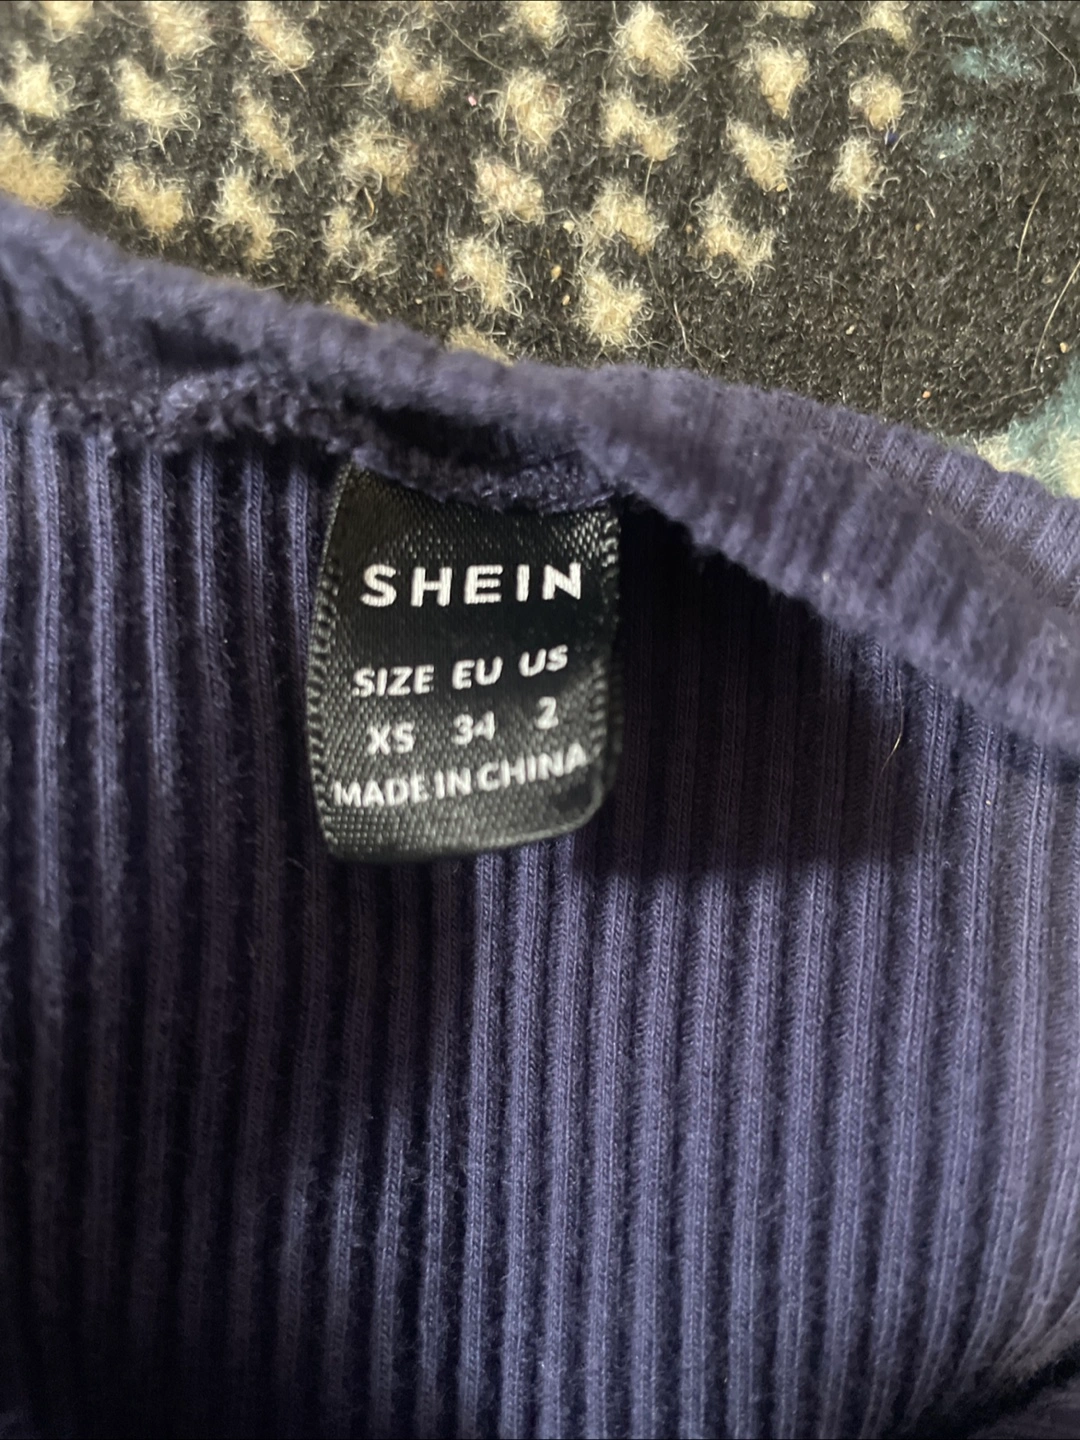 SHEIN
SIZE EU US
XS 34 2
MADE IN CHINA